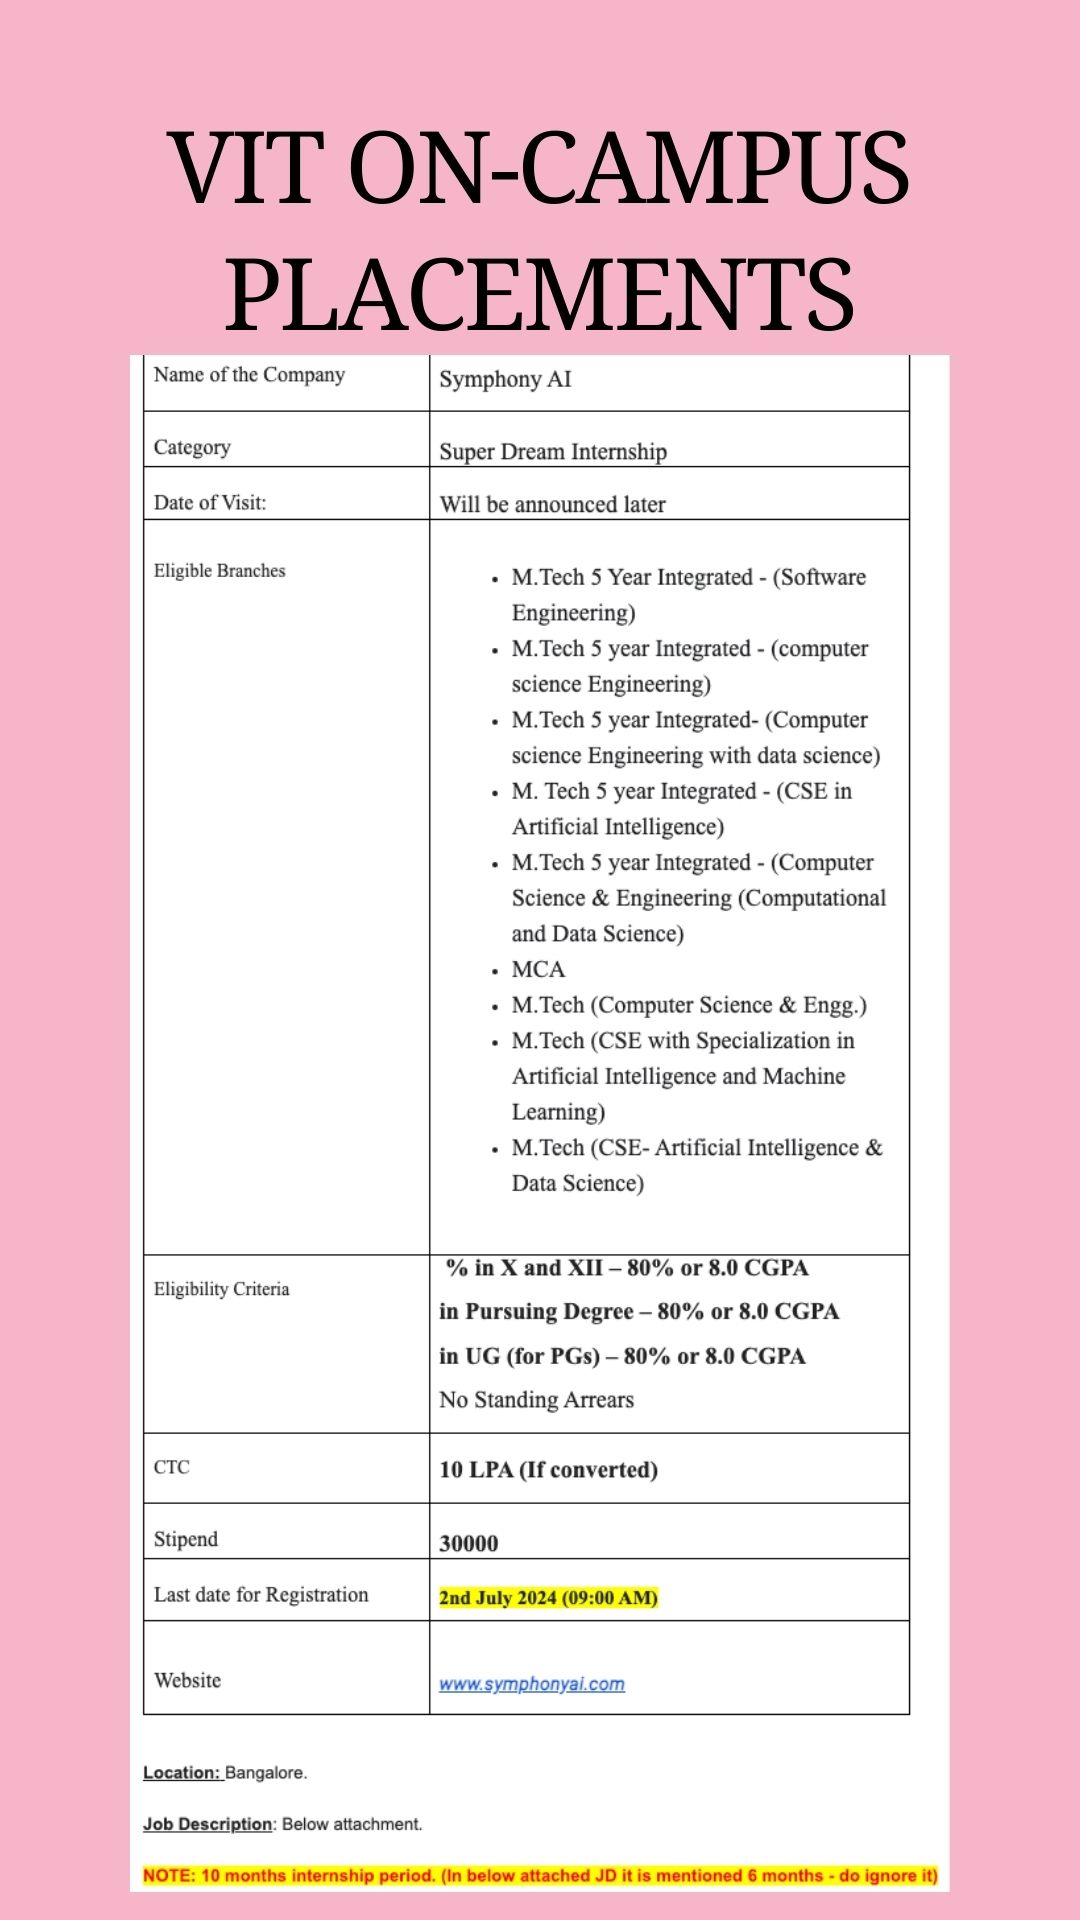 VIT ON-CAMPUS
PLACEMENTS
Name of the Company
Symphony AI
Category
Super Dream Internship
Date of Visit:
Will be announced later
Eligible Branches
• M.Tech 5 Year Integrated - (Software
Engineering)
• M.Tech 5 year Integrated - (computer
science Engineering)
• M.Tech 5 year Integrated- (Computer
science Engineering with data science)
• M. Tech 5 year Integrated - (CSE in
Artificial Intelligence)
• M.Tech 5 year Integrated - (Computer
Science & Engineering (Computational
and Data Science)
• MCA
• M.Tech (Computer Science & Engg.)
• M.Tech (CSE with Specialization in
Artificial Intelligence and Machine
Learning)
• M.Tech (CSE- Artificial Intelligence &
Data Science)
Eligibility Criteria
% in X and XII – 80% or 8.0 CGPA
in Pursuing Degree – 80% or 8.0 CGPA
in UG (for PGs) – 80% or 8.0 CGPA
No Standing Arrears
CTC
10 LPA (If converted)
Stipend
30000
Last date for Registration
2nd July 2024 (09:00 AM)
Website
www.symphonyai.com
Location: Bangalore.
Job Description: Below attachment.
NOTE: 10 months internship period. (In below attached JD it is mentioned 6 months - do ignore it)